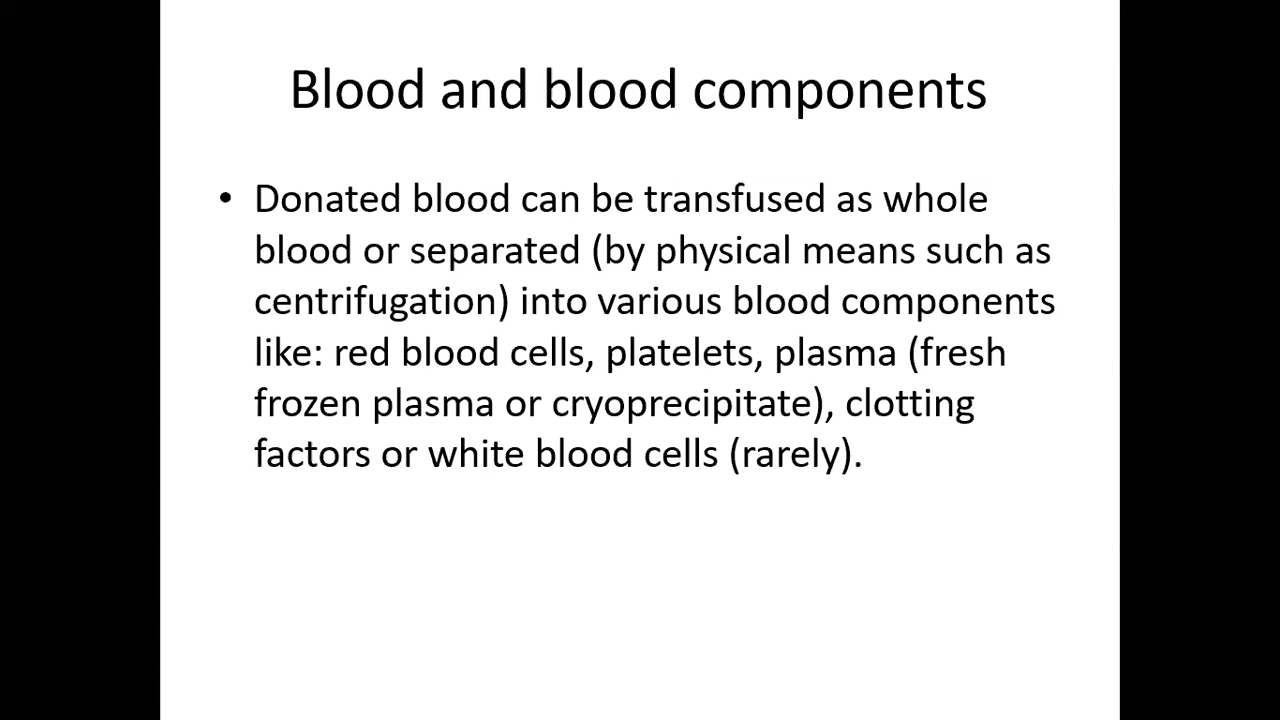 Blood and blood components
• Donated blood can be transfused as whole
blood or separated (by physical means such as
centrifugation) into various blood components
like: red blood cells, platelets, plasma (fresh
frozen plasma or cryoprecipitate), clotting
factors or white blood cells (rarely).